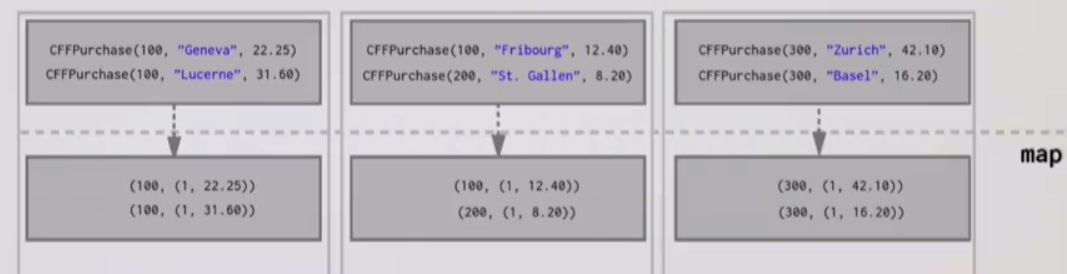 CFFPurchase(100, "Geneva", 22.25)
CFFPurchase(100, "Lucerne", 31.60)
CFFPurchase(100, "Fribourg", 12.40)
CFFPurchase(200, "St. Gallen", 8.20)
CFFPurchase(300, "Zurich", 42.10)
CFFPurchase(300, "Basel", 16.20)
map
(100, (1, 22.25))
(100, (1, 31.60))
(100, (1, 12.40))
(200, (1, 8.20))
(300, (1, 42.10))
(300, (1, 16.20))